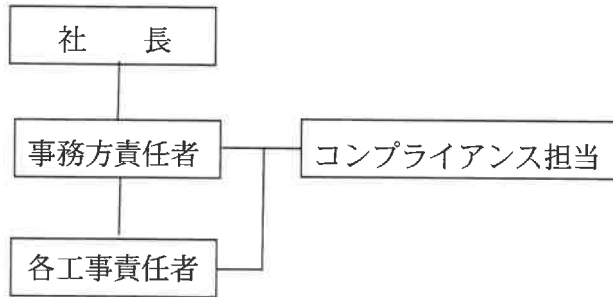 社　　長
事務方責任者
コンプライアンス担当
各工事責任者